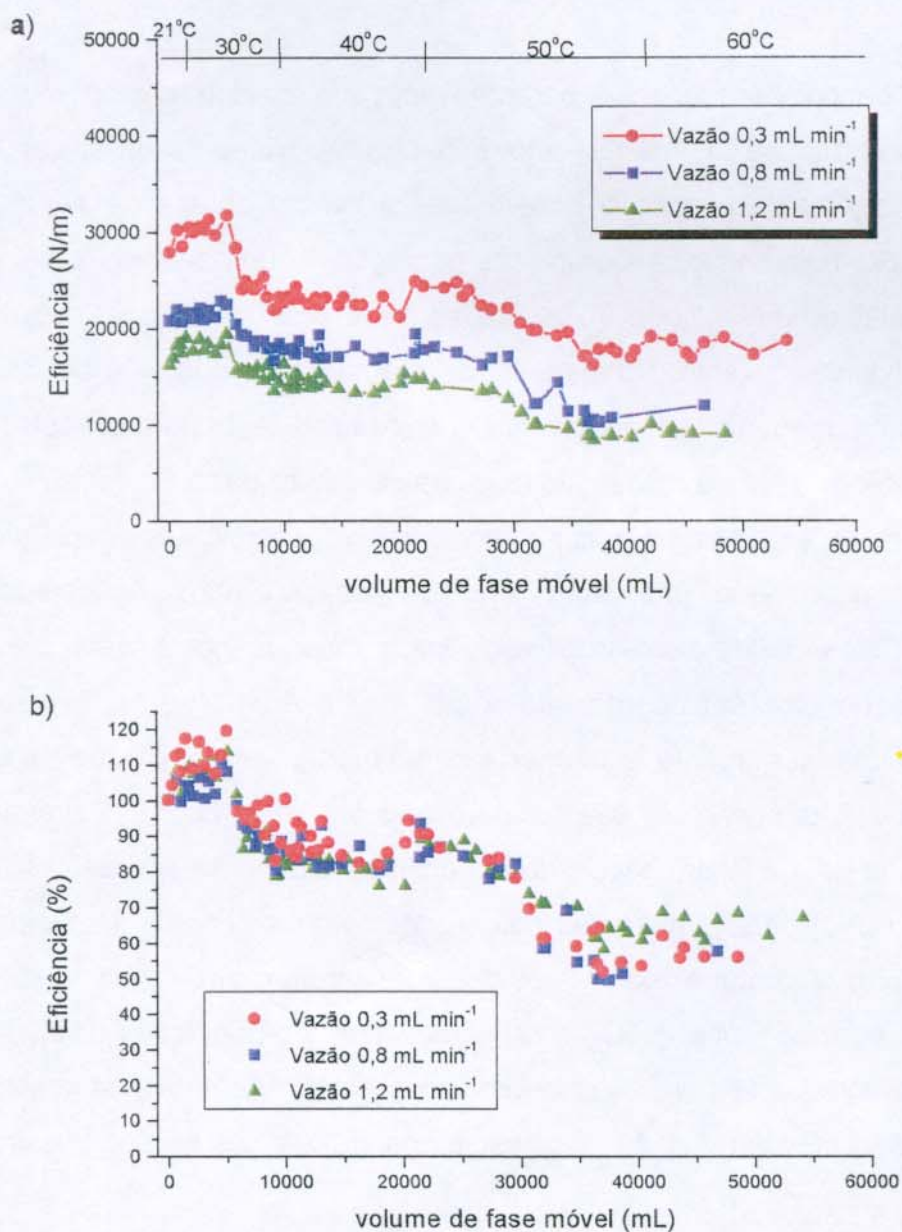 a)
21°C 30°C 40°C 50°C 60°C
50000
40000
30000
20000
10000
0
Eficiência (N/m)
Vazão 0,3 mL min⁻¹
Vazão 0,8 mL min⁻¹
Vazão 1,2 mL min⁻¹
0 10000 20000 30000 40000 50000 60000
volume de fase móvel (mL)
b)
120
110
100
90
80
70
60
50
40
30
20
10
0
Eficiência (%)
Vazão 0,3 mL min⁻¹
Vazão 0,8 mL min⁻¹
Vazão 1,2 mL min⁻¹
0 10000 20000 30000 40000 50000 60000
volume de fase móvel (mL)